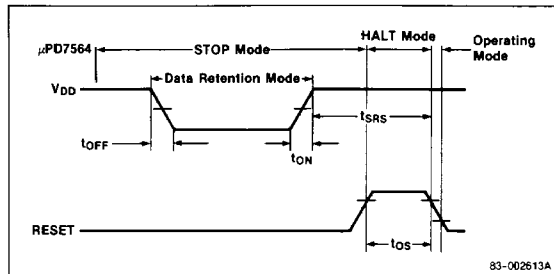 HALT Mode
μPD7564
STOP Mode
Operating
Mode
Data Retention Mode
VDD
tSRS
tOFF
tON
RESET
tOS
83-002613A